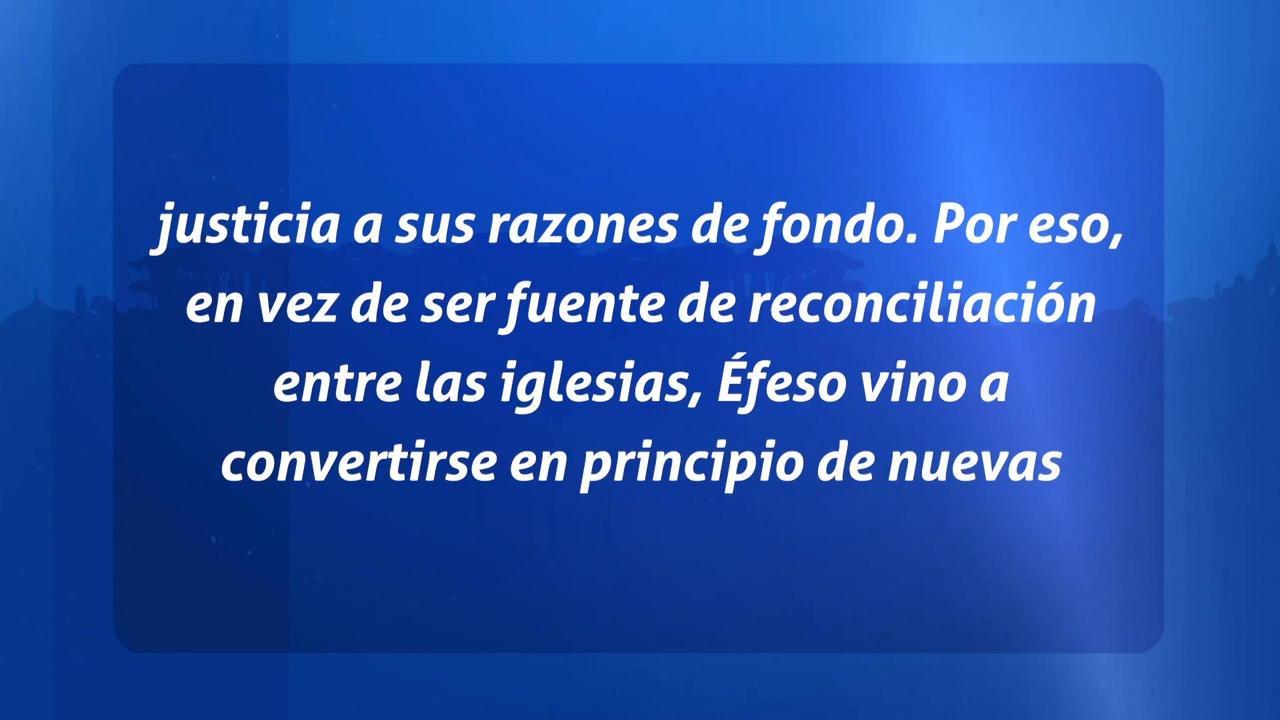 justicia a sus razones de fondo. Por eso,
en vez de ser fuente de reconciliación
entre las iglesias, Éfeso vino a
convertirse en principio de nuevas